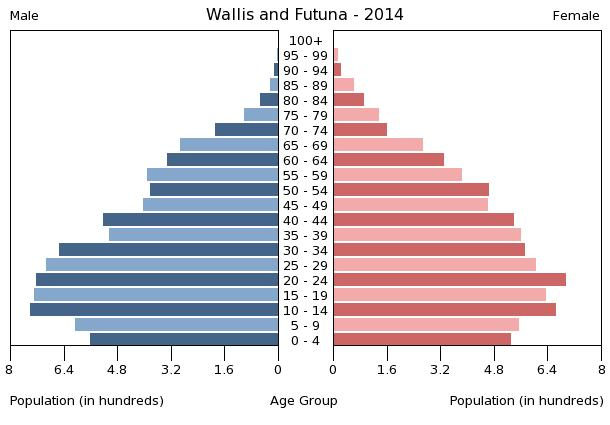 Wallis and Futuna - 2014
Male
Female
100+
95 - 99
90 - 94
85 - 89
80 - 84
75 - 79
70 - 74
65 - 69
60 - 64
55 - 59
50 - 54
45 - 49
40 - 44
35 - 39
30 - 34
25 - 29
20 - 24
15 - 19
10 - 14
5 - 9
0 - 4
8 6.4 4.8 3.2 1.6 0 0 1.6 3.2 4.8 6.4 8
Population (in hundreds) Age Group Population (in hundreds)